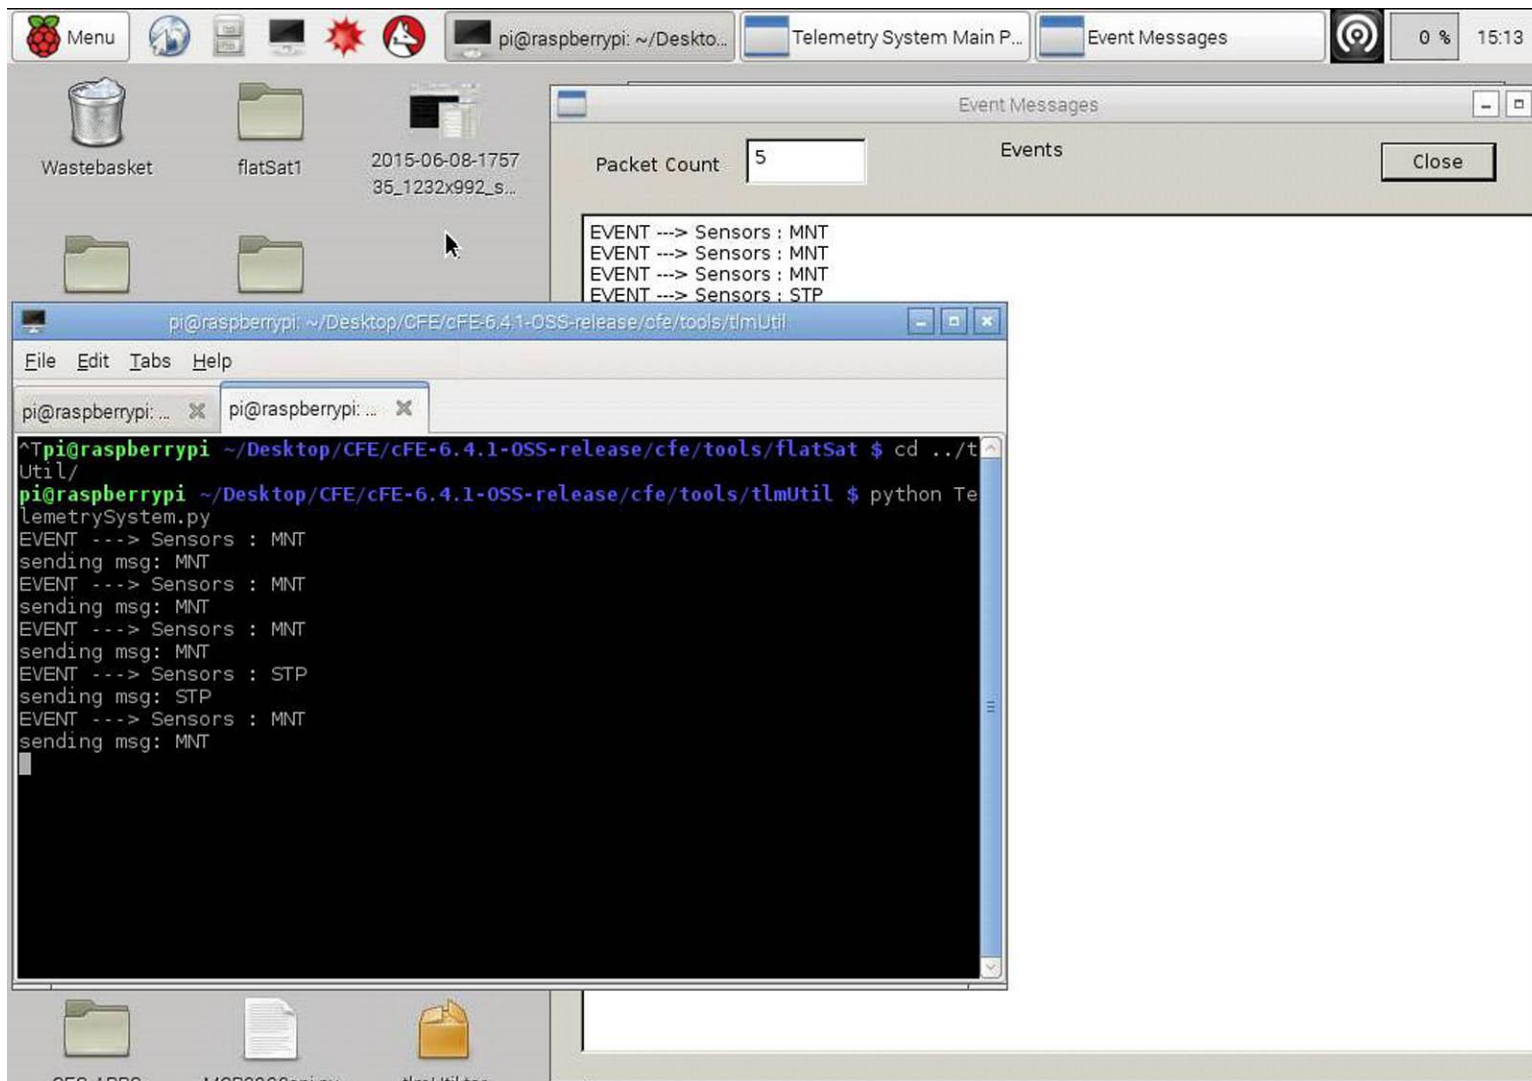 Menu
pi@raspberrypi: ~/Deskto...
Telemetry System Main P...
Event Messages
0 %
15:13
Wastebasket
flatSat1
2015-06-08-1757
35_1232x992_s...
Event Messages
Packet Count
5
Events
Close
EVENT ---> Sensors : MNT
EVENT ---> Sensors : MNT
EVENT ---> Sensors : MNT
EVENT ---> Sensors : STP
pi@raspberrypi: ~/Desktop/CFE/cFE-6.4.1-OSS-release/cfe/tools/tlmUtil
File Edit Tabs Help
pi@raspberrypi: ...
pi@raspberrypi: ...
^Tpi@raspberrypi ~/Desktop/CFE/cFE-6.4.1-OSS-release/cfe/tools/flatSat $ cd ../t
Util/
pi@raspberrypi ~/Desktop/CFE/cFE-6.4.1-OSS-release/cfe/tools/tlmUtil $ python Te
lemetrySystem.py
EVENT ---> Sensors : MNT
sending msg: MNT
EVENT ---> Sensors : MNT
sending msg: MNT
EVENT ---> Sensors : MNT
sending msg: MNT
EVENT ---> Sensors : STP
sending msg: STP
EVENT ---> Sensors : MNT
sending msg: MNT